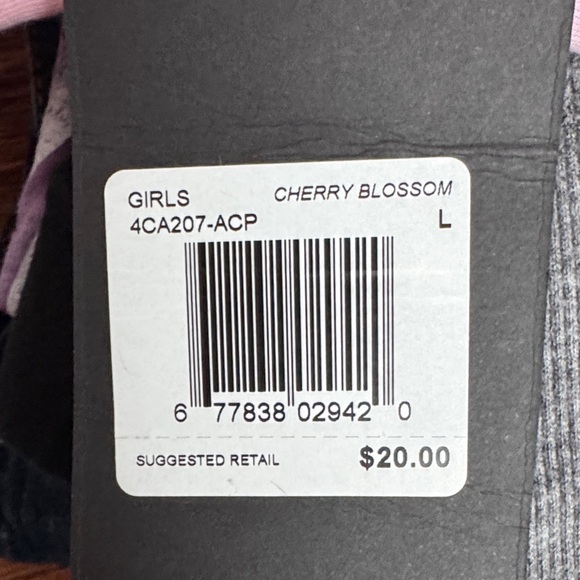 GIRLS CHERRY BLOSSOM
4CA207-ACP L
6 77838 02942 0
SUGGESTED RETAIL $20.00